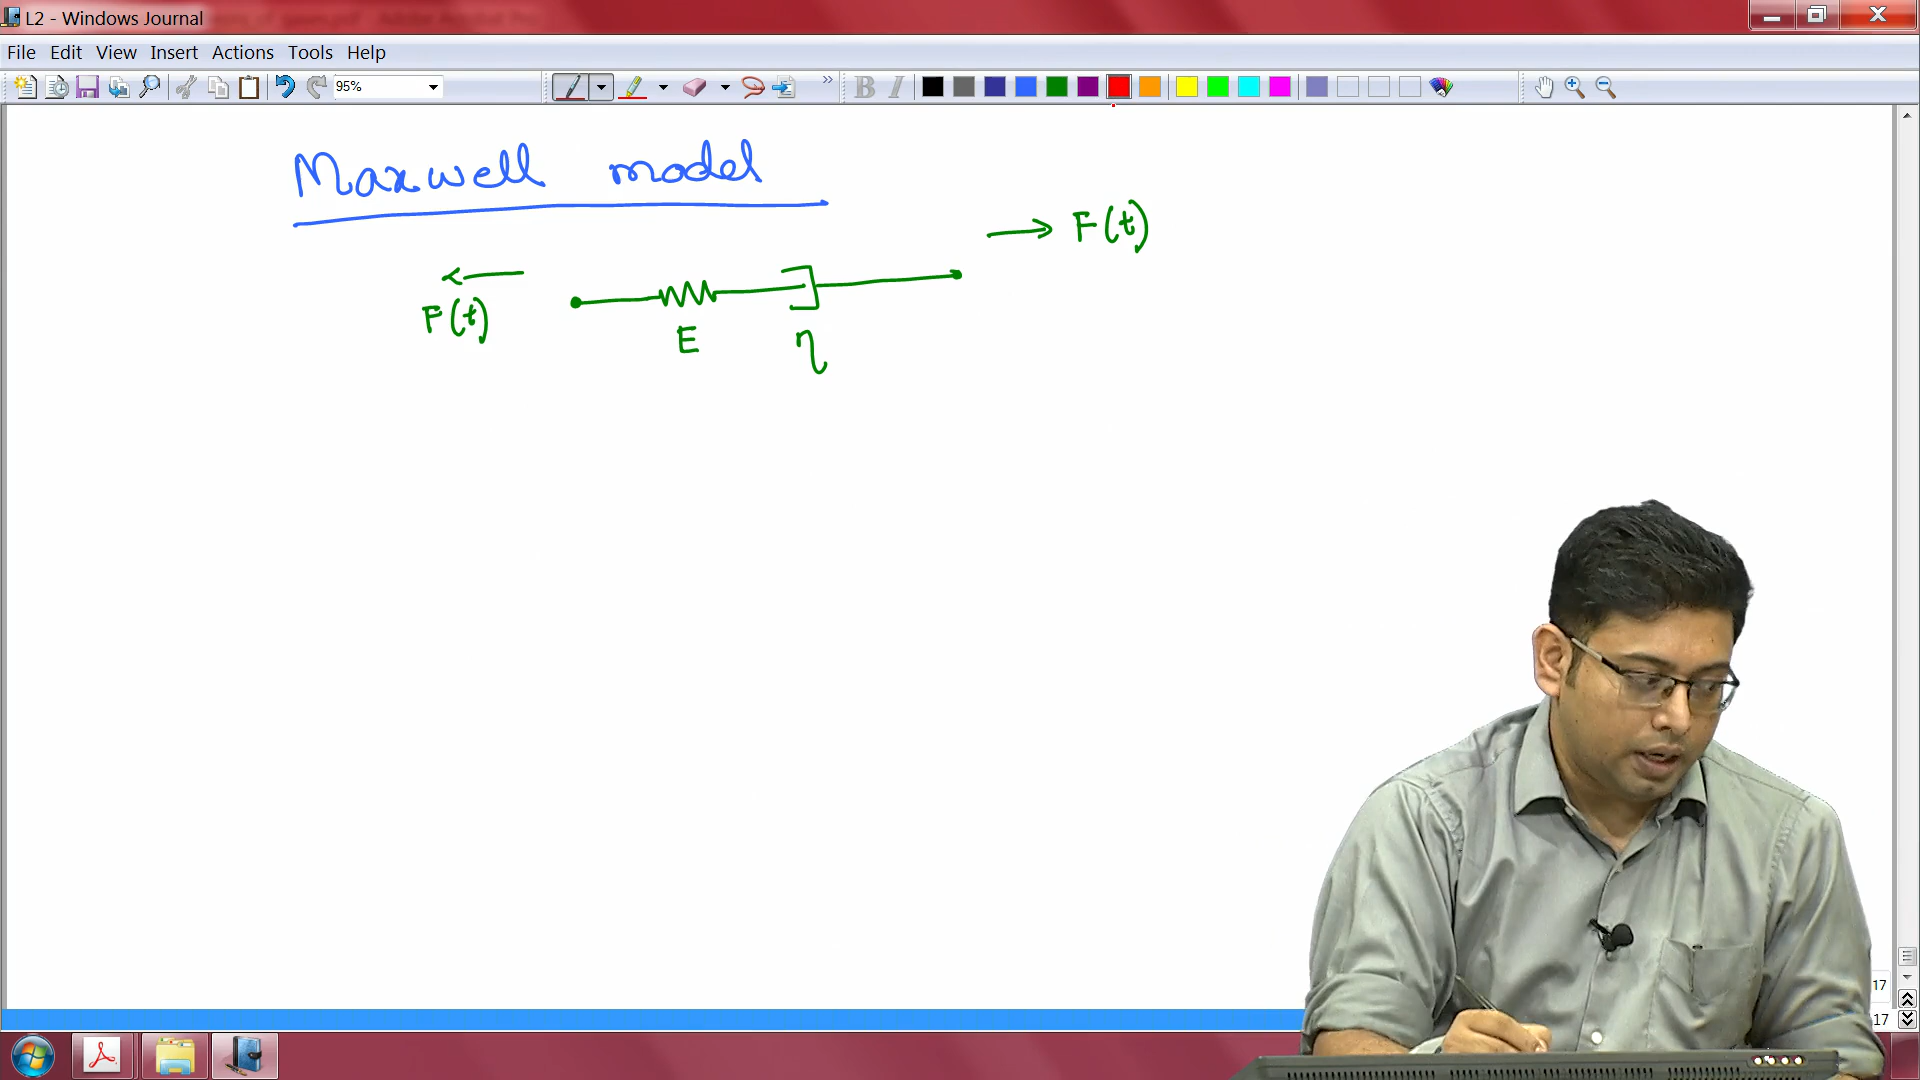 L2 - Windows Journal
File Edit View Insert Actions Tools Help
95%
B I
Maxwell model
F(t)
F(t)
E
η
17
17